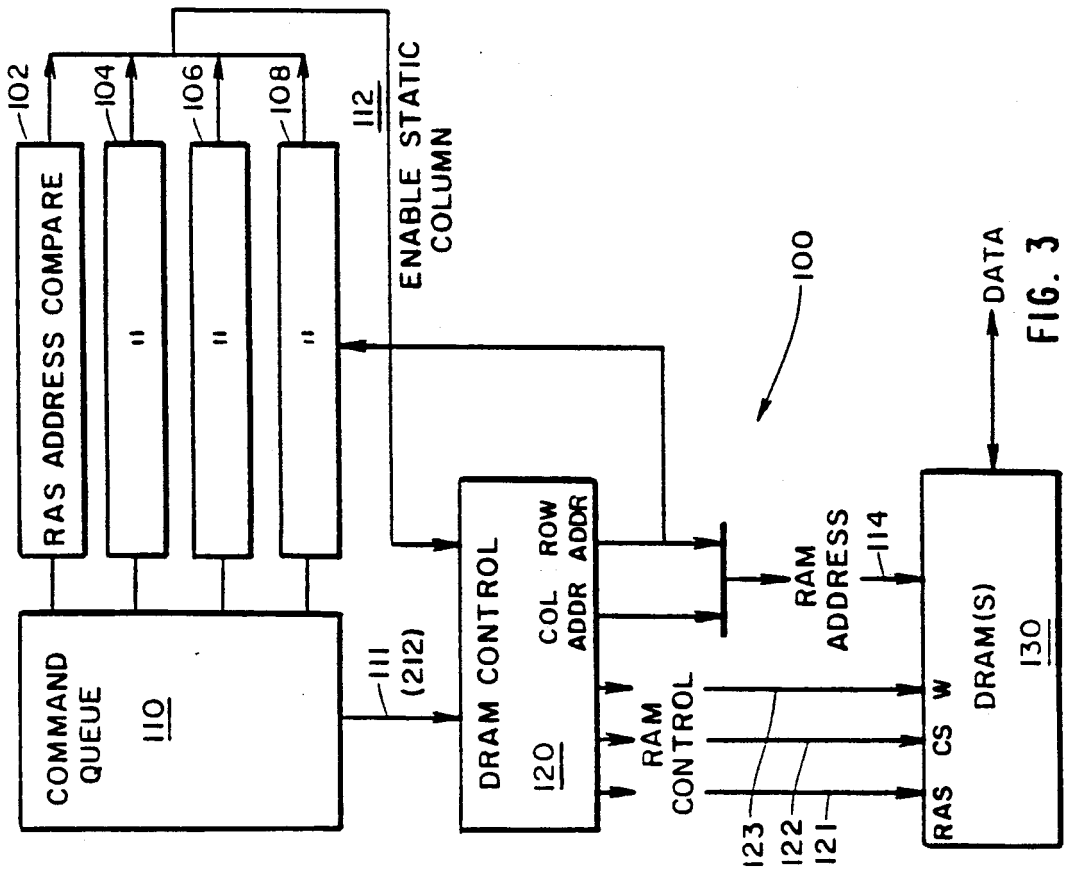 COMMAND
QUEUE
110
RAS ADDRESS COMPARE
"
"
"
102
104
106
108
112
ENABLE STATIC
COLUMN
111
(212)
DRAM CONTROL
120
COL ROW
ADDR ADDR
RAM
CONTROL
RAM
ADDRESS
114
100
123
122
121
RAS CS W
DRAM(S)
130
DATA
FIG. 3